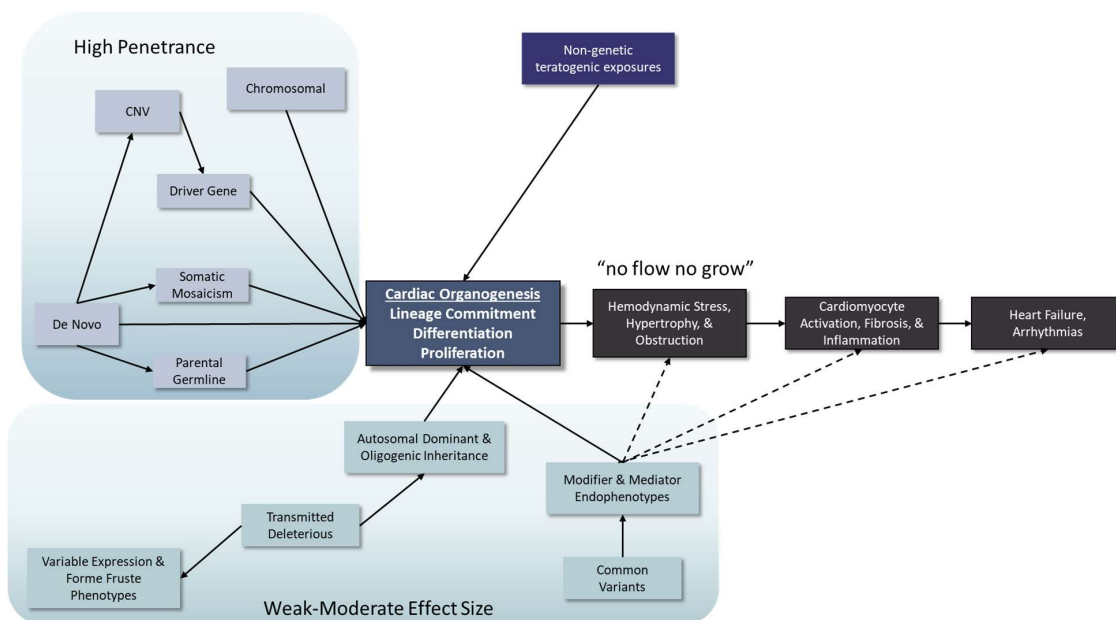 High Penetrance
Non-genetic
teratogenic exposures
Chromosomal
CNV
Driver Gene
Somatic
Mosaicism
De Novo
Parental
Germline
Cardiac Organogenesis
Lineage Commitment
Differentiation
Proliferation
“no flow no grow”
Hemodynamic Stress,
Hypertrophy, &
Obstruction
Cardiomyocyte
Activation, Fibrosis, &
Inflammation
Heart Failure,
Arrhythmias
Autosomal Dominant &
Oligogenic Inheritance
Modifier & Mediator
Endophenotypes
Transmitted
Deleterious
Variable Expression &
Forme Fruste
Phenotypes
Common
Variants
Weak-Moderate Effect Size